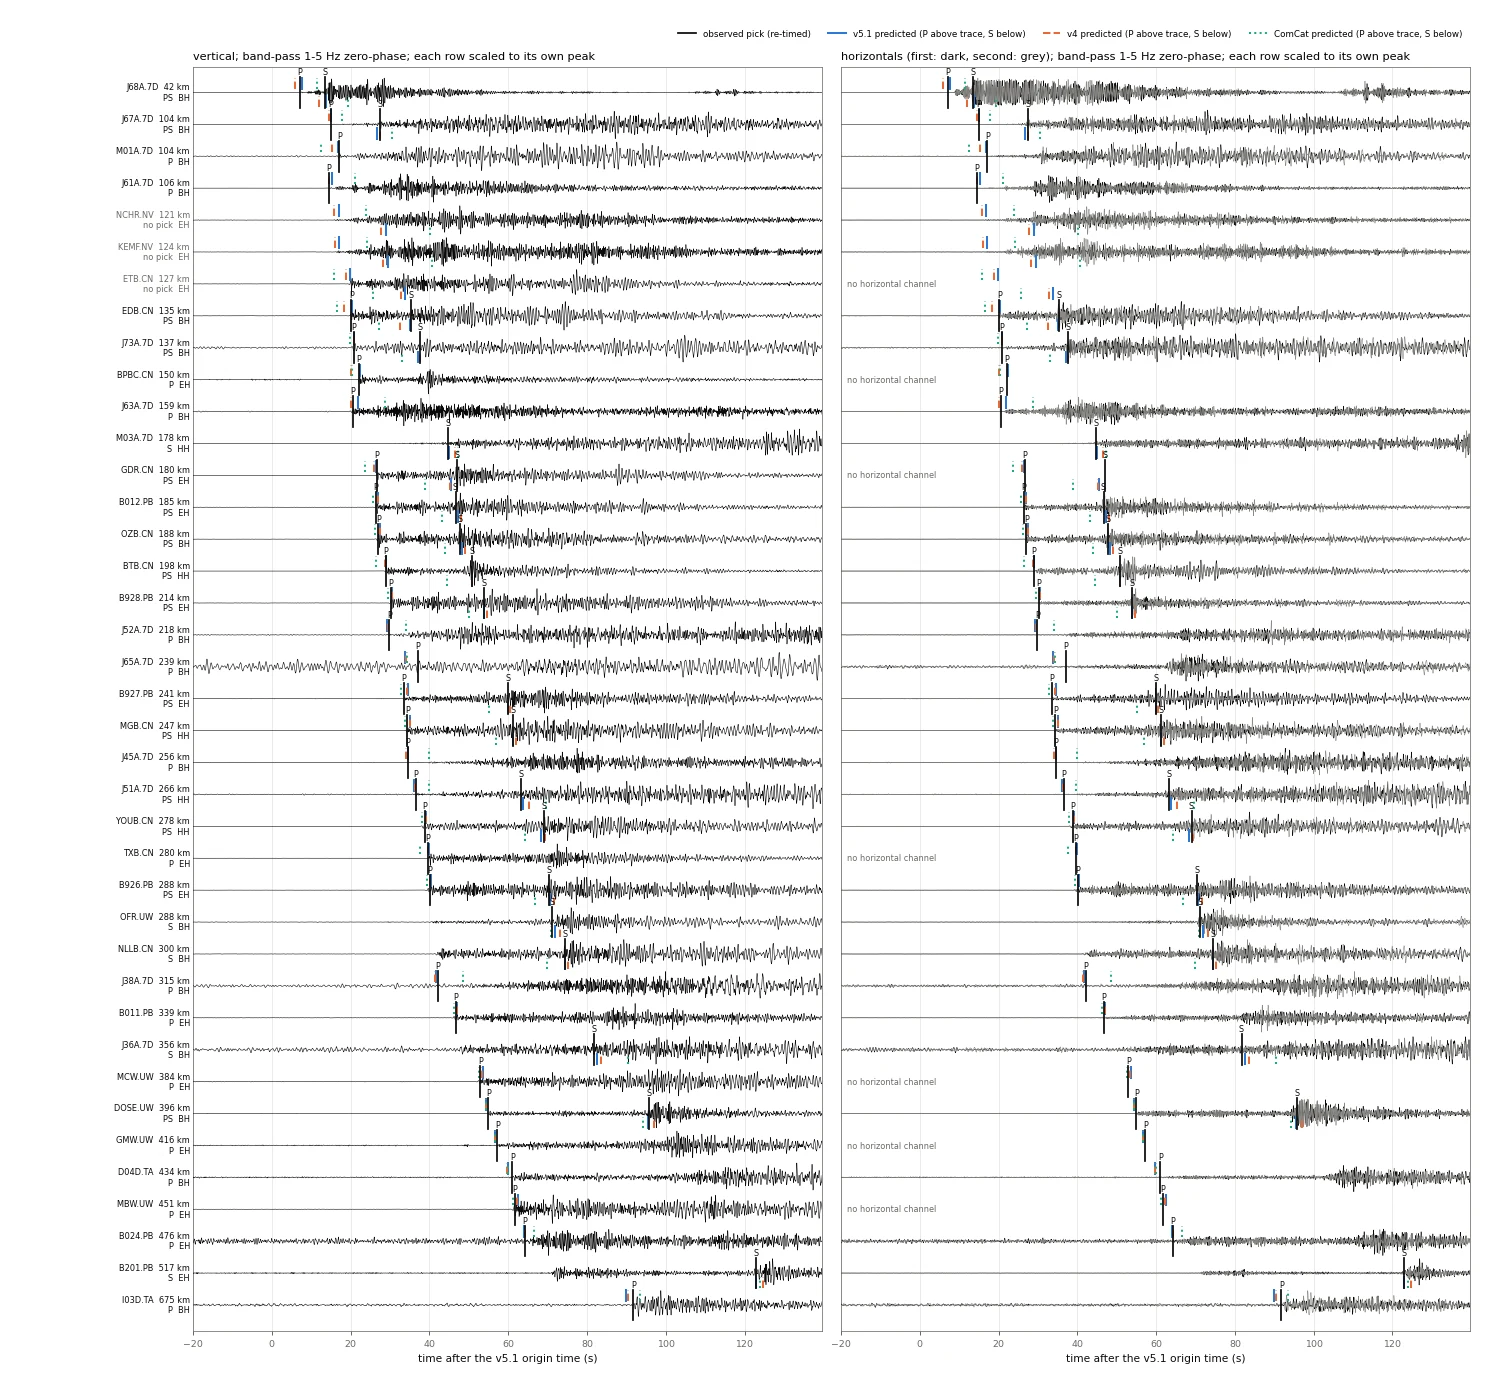 observed pick (re-timed)
v5.1 predicted (P above trace, S below)
v4 predicted (P above trace, S below)
ComCat predicted (P above trace, S below)
vertical; band-pass 1-5 Hz zero-phase; each row scaled to its own peak
horizontals (first: dark, second: grey); band-pass 1-5 Hz zero-phase; each row scaled to its own peak
J68A.7D 42 km
PS BH
J67A.7D 104 km
PS BH
M01A.7D 104 km
P BH
J61A.7D 106 km
P BH
NCHR.NV 121 km
no pick EH
KEMF.NV 124 km
no pick EH
ETB.CN 127 km
no pick EH
no horizontal channel
EDB.CN 135 km
PS BH
J73A.7D 137 km
PS BH
BPBC.CN 150 km
P EH
no horizontal channel
J63A.7D 159 km
P BH
M03A.7D 178 km
S HH
GDR.CN 180 km
PS EH
no horizontal channel
B012.PB 185 km
PS EH
OZB.CN 188 km
PS BH
BTB.CN 198 km
PS HH
B928.PB 214 km
PS EH
J52A.7D 218 km
P BH
J65A.7D 239 km
P BH
B927.PB 241 km
PS EH
MGB.CN 247 km
PS HH
J45A.7D 256 km
P BH
J51A.7D 266 km
PS HH
YOUB.CN 278 km
PS HH
TXB.CN 280 km
P EH
no horizontal channel
B926.PB 288 km
PS EH
OFR.UW 288 km
S BH
NLLB.CN 300 km
S BH
J38A.7D 315 km
P BH
B011.PB 339 km
P EH
J36A.7D 356 km
S BH
MCW.UW 384 km
P EH
no horizontal channel
DOSE.UW 396 km
PS BH
GMW.UW 416 km
P EH
no horizontal channel
D04D.TA 434 km
P BH
MBW.UW 451 km
P EH
no horizontal channel
B024.PB 476 km
P EH
B201.PB 517 km
S EH
I03D.TA 675 km
P BH
−20 0 20 40 60 80 100 120
−20 0 20 40 60 80 100 120
time after the v5.1 origin time (s)
time after the v5.1 origin time (s)